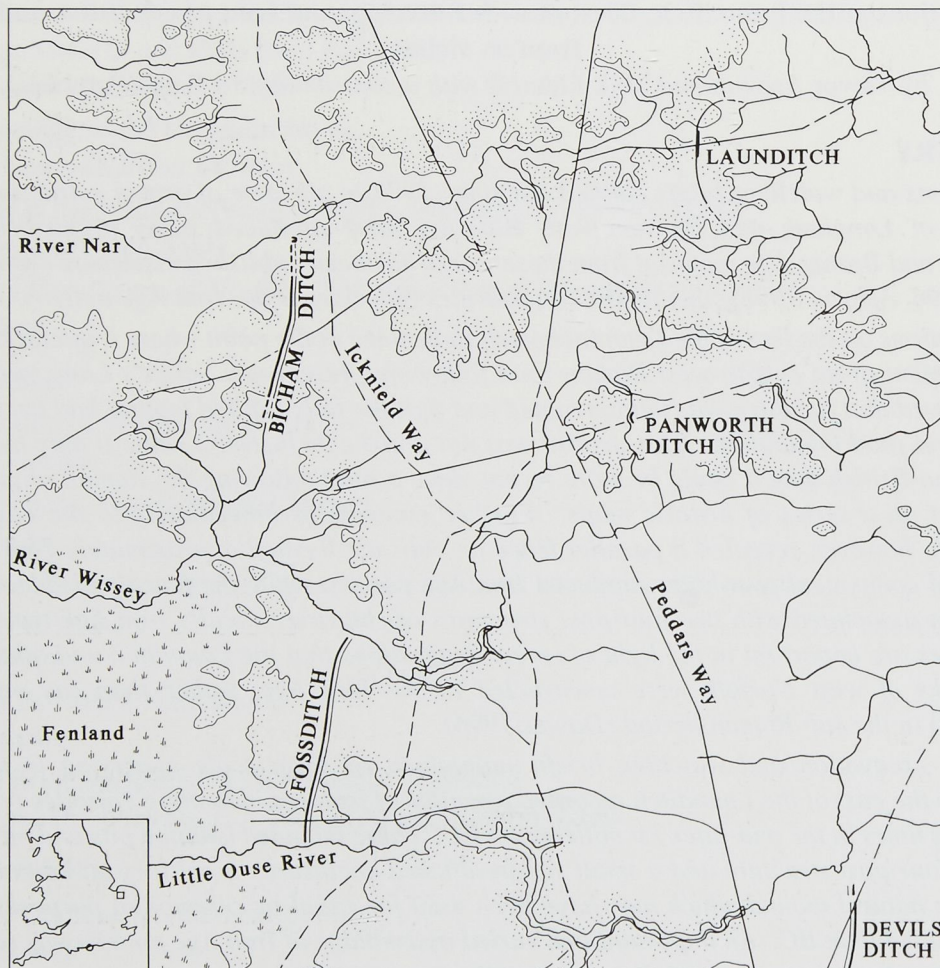 LAUNDITCH
River Nar
BICHAM DITCH
Icknield Way
PANWORTH
DITCH
River Wissey
Peddars Way
Fenland
FOSSDITCH
Little Ouse River
DEVILS
DITCH